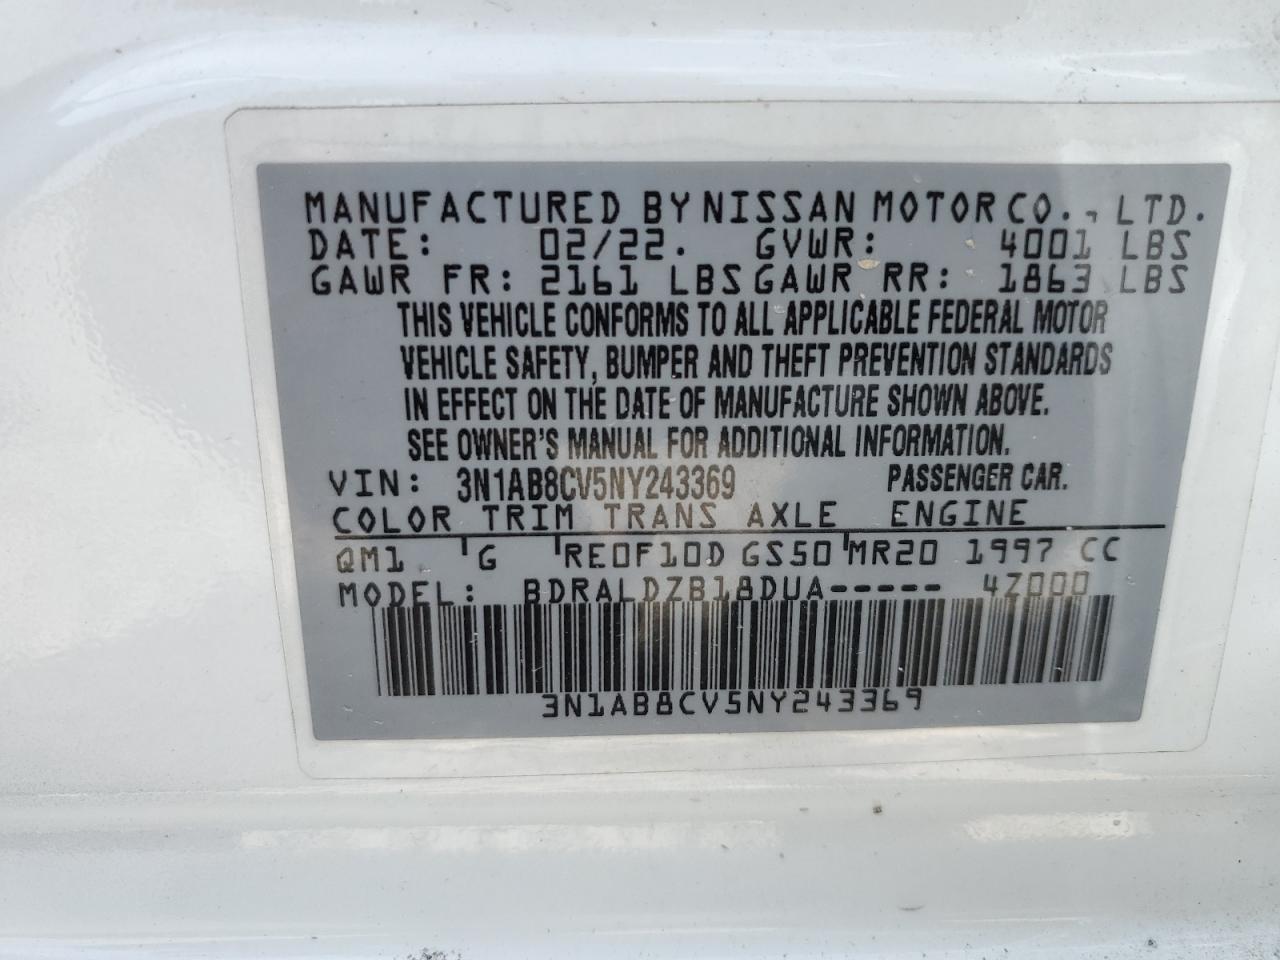 MANUFACTURED BY NISSAN MOTOR CO., LTD.
DATE: 02/22. GVWR: 4001 LBS
GAWR FR: 2161 LBS GAWR RR: 1863 LBS
THIS VEHICLE CONFORMS TO ALL APPLICABLE FEDERAL MOTOR
VEHICLE SAFETY, BUMPER AND THEFT PREVENTION STANDARDS
IN EFFECT ON THE DATE OF MANUFACTURE SHOWN ABOVE.
SEE OWNER'S MANUAL FOR ADDITIONAL INFORMATION.
VIN: 3N1AB8CV5NY243369 PASSENGER CAR.
COLOR TRIM TRANS AXLE ENGINE
QM1 G RE0F10D GS50 MR20 1997 CC
MODEL: BDRALDZB18DUA----- 4Z000
3N1AB8CV5NY243369